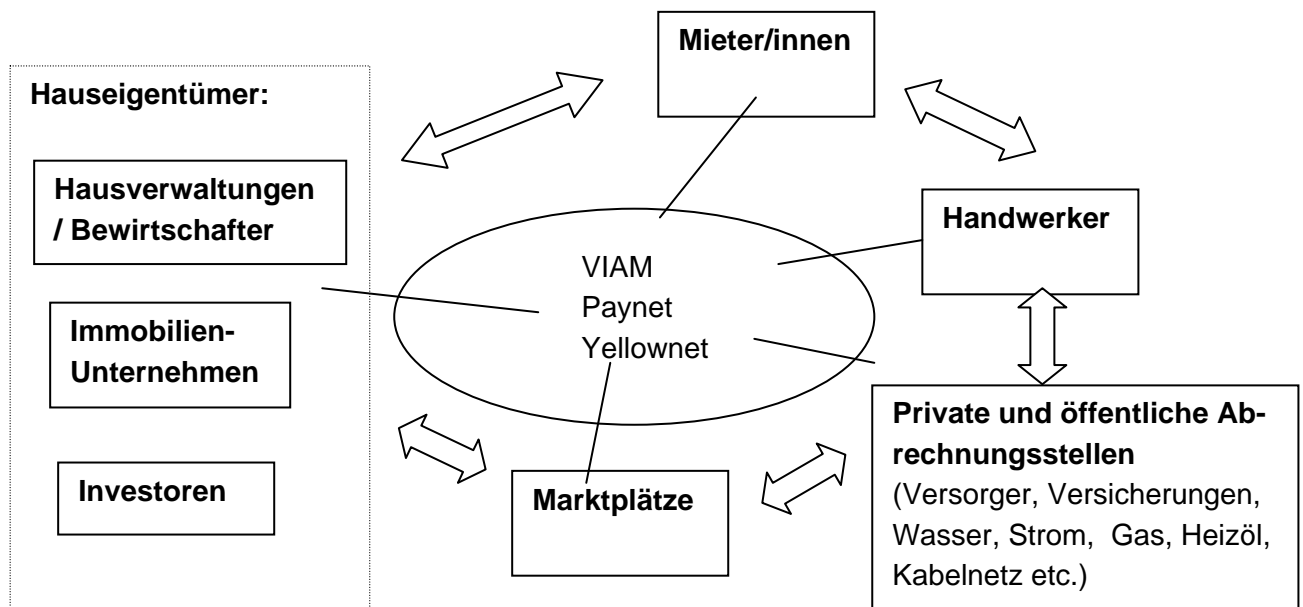 Mieter/innen
Hauseigentümer:
Hausverwaltungen
/ Bewirtschafter
Handwerker
VIAM
Paynet
Yellownet
Immobilien-
Unternehmen
Private und öffentliche Ab-
rechnungsstellen
(Versorger, Versicherungen,
Wasser, Strom,  Gas, Heizöl,
Kabelnetz etc.)
Investoren
Marktplätze